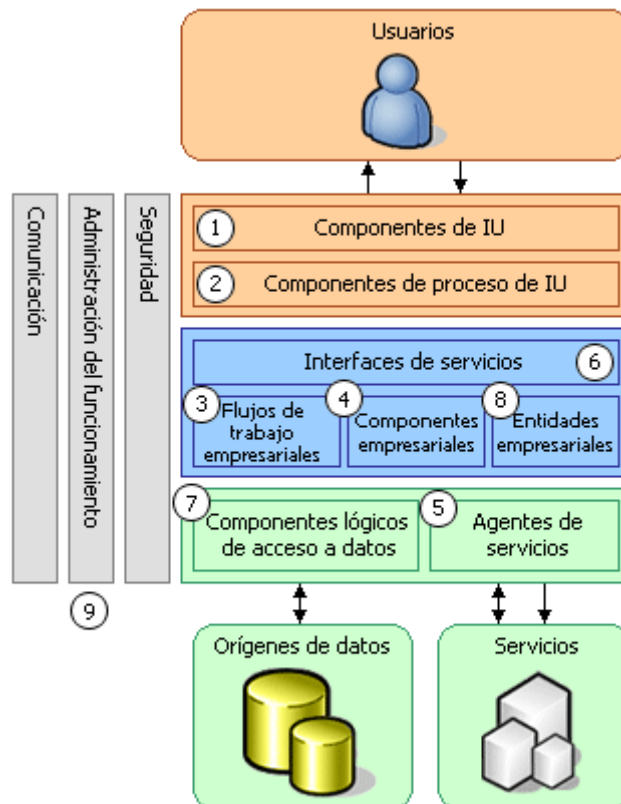 Usuarios
Comunicación
Administración del funcionamiento
Seguridad
1
Componentes de IU
2
Componentes de proceso de IU
Interfaces de servicios
6
3
Flujos de
trabajo
empresariales
4
Componentes
empresariales
8
Entidades
empresariales
7
Componentes lógicos
de acceso a datos
5
Agentes de
servicios
9
Orígenes de datos
Servicios